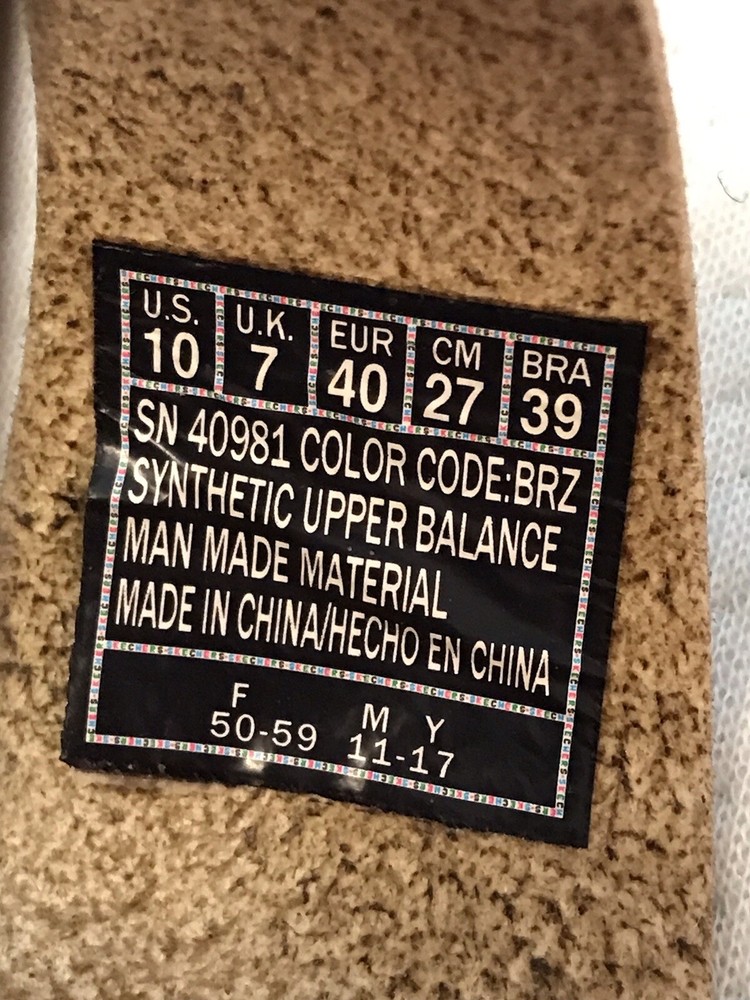 U.S. U.K. EUR CM BRA
10 7 40 27 39
SN 40981 COLOR CODE:BRZ
SYNTHETIC UPPER BALANCE
MAN MADE MATERIAL
MADE IN CHINA/HECHO EN CHINA
F M Y
50-59 11-17
SKECHERS